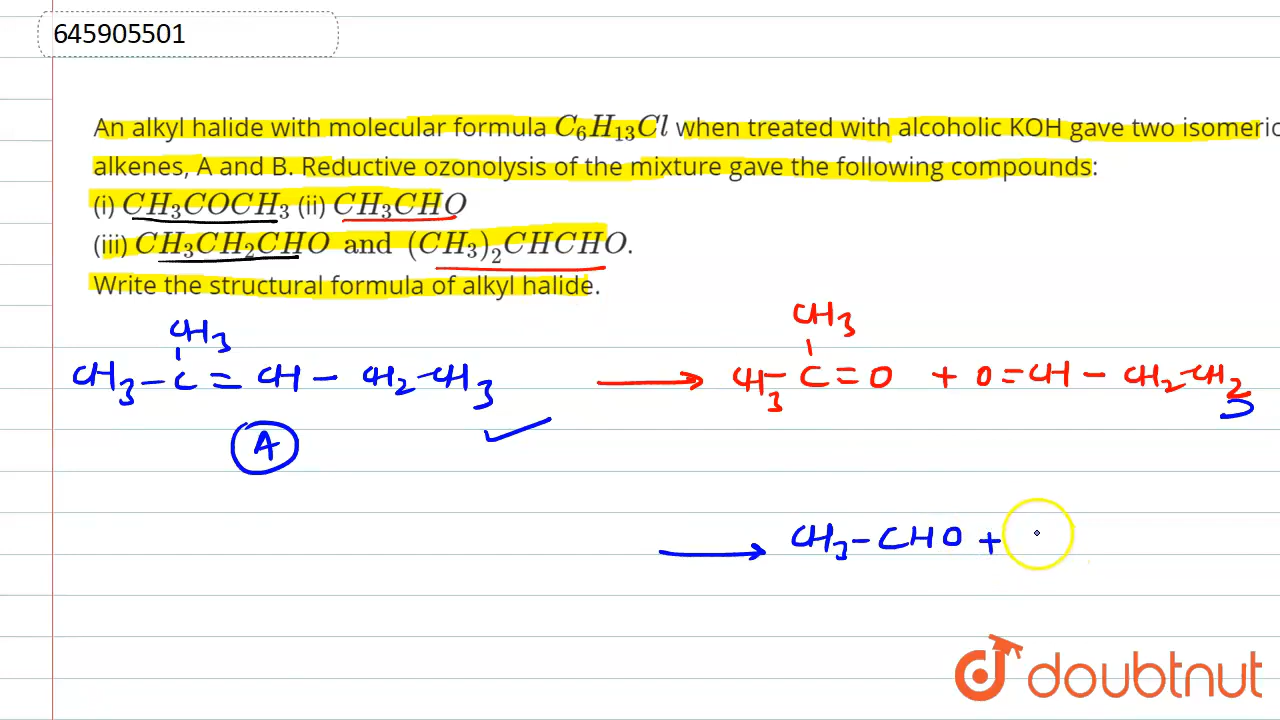 645905501
An alkyl halide with molecular formula C₆H₁₃Cl when treated with alcoholic KOH gave two isomeric
alkenes, A and B. Reductive ozonolysis of the mixture gave the following compounds:
(i) CH₃COCH₃ (ii) CH₃CHO
(iii) CH₃CH₂CHO and (CH₃)₂CHCHO.
Write the structural formula of alkyl halide.
CH₃ CH₃
CH₃ - C = CH - CH₂ - CH₃ → CH₃ - C = O + O = CH - CH₂ - CH₂
A
→ CH₃ - CHO +
doubtnut